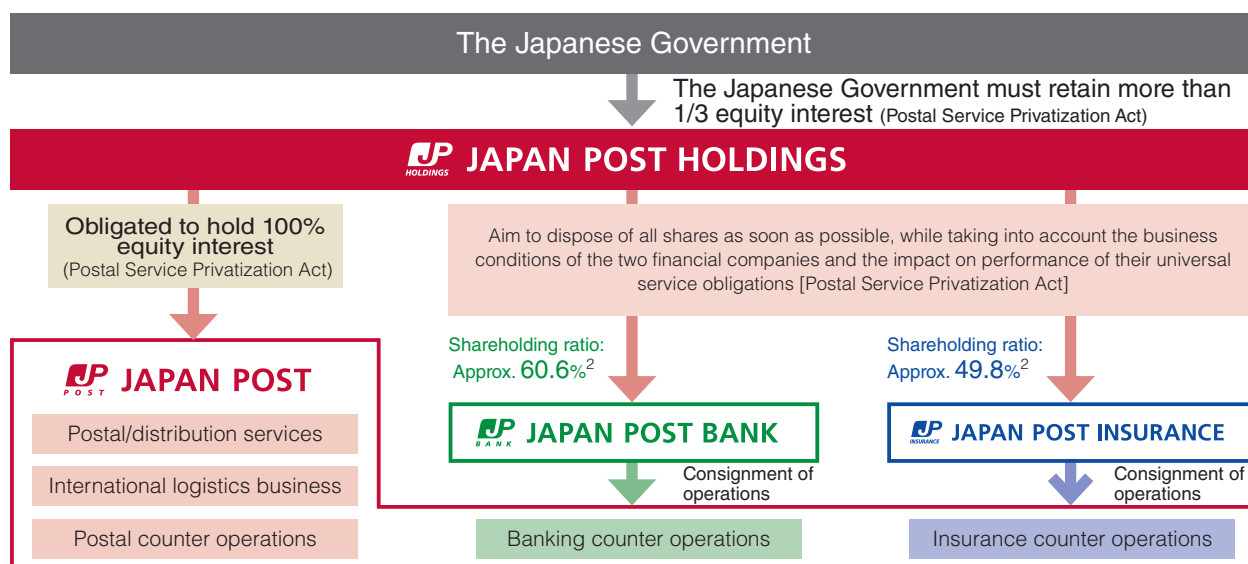 The Japanese Government
The Japanese Government must retain more than
1/3 equity interest (Postal Service Privatization Act)
JP HOLDINGS JAPAN POST HOLDINGS
Obligated to hold 100%
equity interest
(Postal Service Privatization Act)
Aim to dispose of all shares as soon as possible, while taking into account the business
conditions of the two financial companies and the impact on performance of their universal
service obligations [Postal Service Privatization Act]
Shareholding ratio:
Approx. 60.6%2
Shareholding ratio:
Approx. 49.8%2
JP POST JAPAN POST
JP BANK JAPAN POST BANK
JP INSURANCE JAPAN POST INSURANCE
Postal/distribution services
International logistics business
Postal counter operations
Consignment of
operations
Consignment of
operations
Banking counter operations
Insurance counter operations